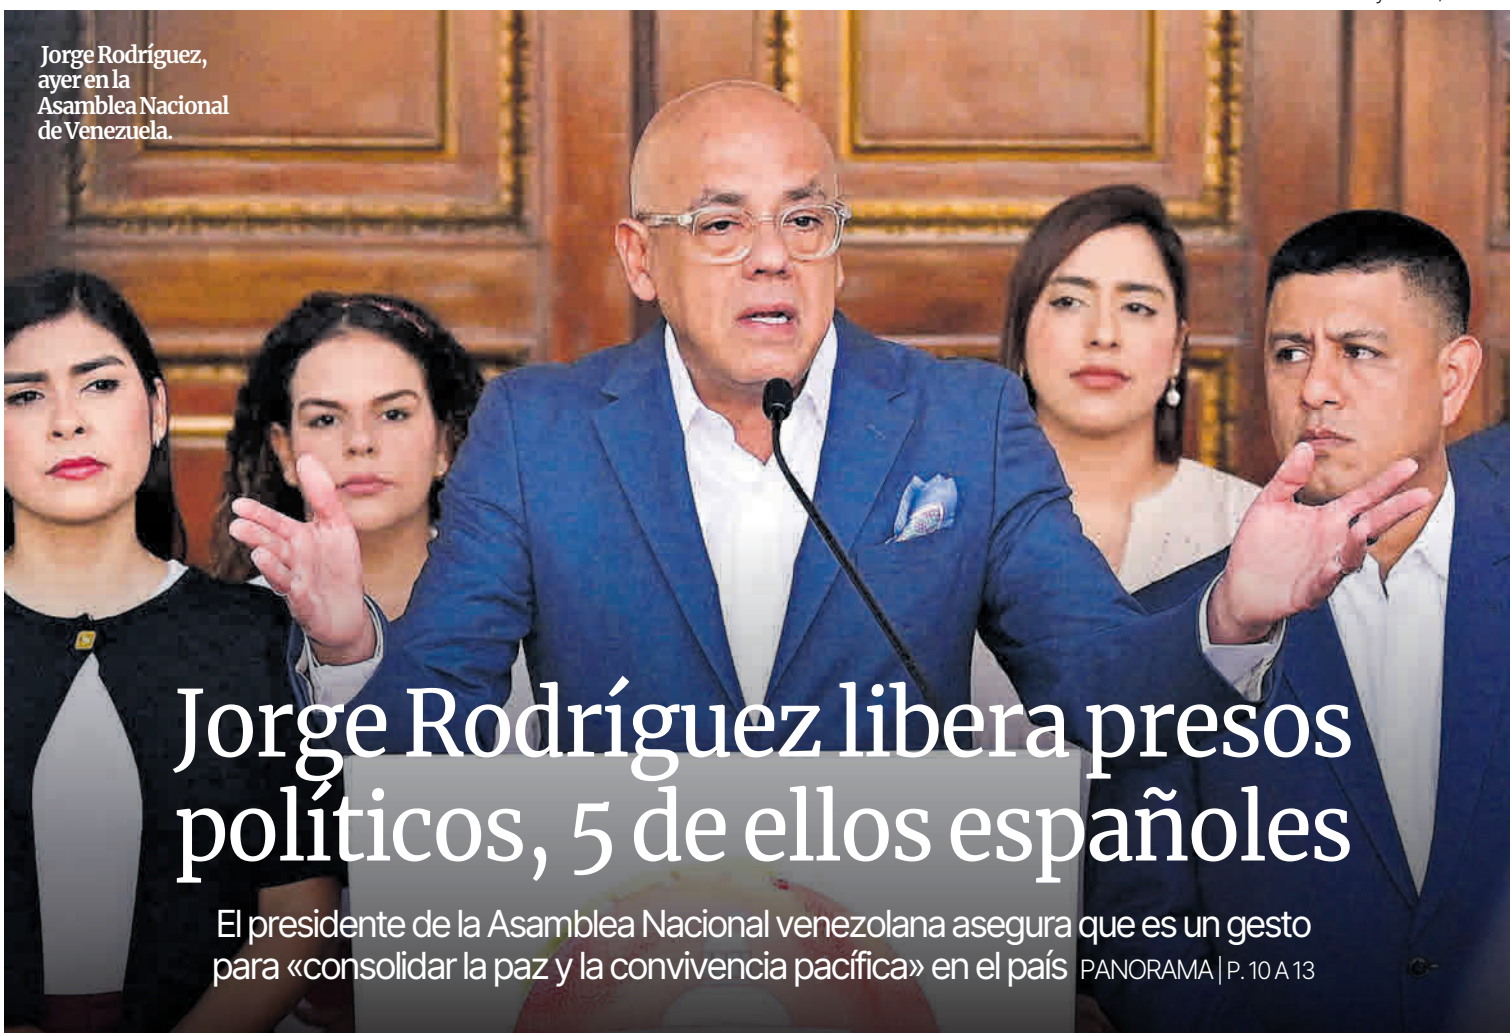 Jorge Rodríguez,
ayer en la
Asamblea Nacional
de Venezuela.
Jorge Rodríguez libera presos
políticos, 5 de ellos españoles
El presidente de la Asamblea Nacional venezolana asegura que es un gesto
para «consolidar la paz y la convivencia pacífica» en el país PANORAMA | P. 10 A 13